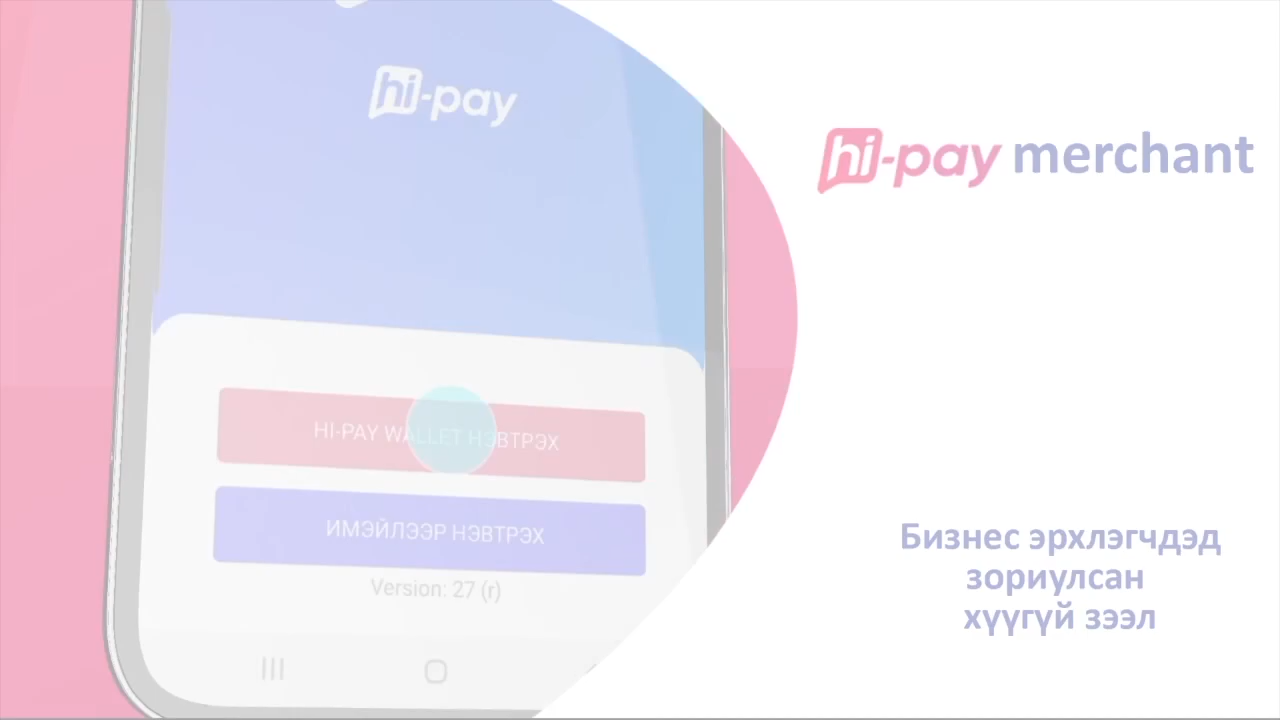 hi-pay
HI-PAY WALLET НЭВТРЭХ
ИМЭЙЛЭЭР НЭВТРЭХ
Version: 27 (r)
hi-pay merchant
Бизнес эрхлэгчдэд
зориулсан
хүүгүй зээл